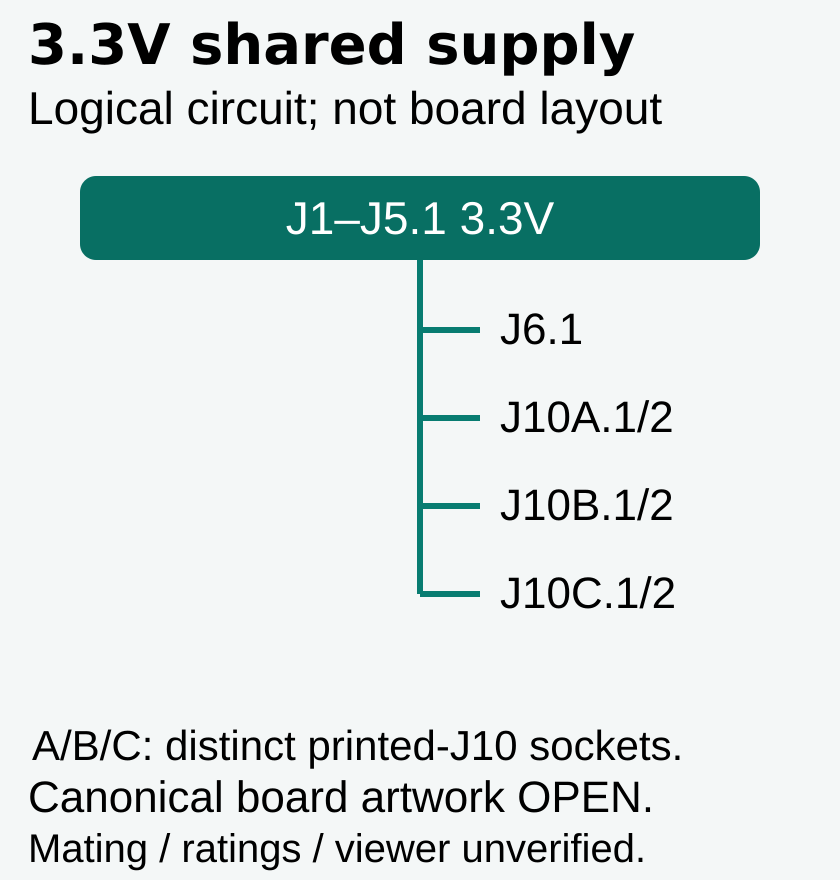 3.3V shared supply
Logical circuit; not board layout
J1–J5.1 3.3V
J6.1
J10A.1/2
J10B.1/2
J10C.1/2
A/B/C: distinct printed-J10 sockets.
Canonical board artwork OPEN.
Mating / ratings / viewer unverified.